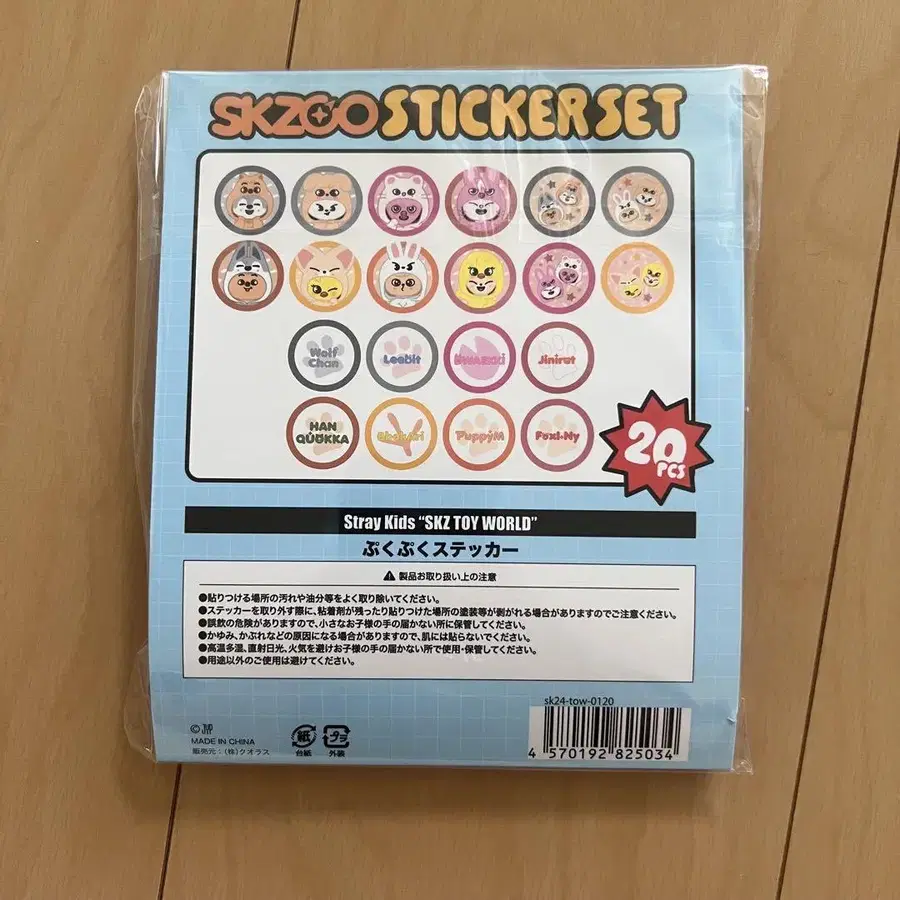 SKZOO STICKER SET
Wolf Chan
Leebit
DWAEKKI
Jiniret
HAN QUOKKA
BbokAri
PuppyM
FoxI.Ny
20 PCS
Stray Kids “SKZ TOY WORLD”
ぷくぷくステッカー
⚠ 製品お取り扱い上の注意
●貼りつける場所の汚れや油分等をよく取り除いてください。
●ステッカーを取り外す際に、粘着剤が残ったり貼りつけた場所の塗装等が剥がれる場合がありますのでご注意ください。
●誤飲の危険がありますので、小さなお子様の手の届かない所に保管してください。
●かゆみ、かぶれなどの原因になる場合がありますので、肌には貼らないでください。
●高温多湿、直射日光、火気を避けお子様の手の届かない所で使用・保管してください。
●用途以外のご使用は避けてください。
sk24-tow-0120
© JYP
MADE IN CHINA
販売元：(株)クオラス
紙
台紙
プラ
外装
4 570192 825034